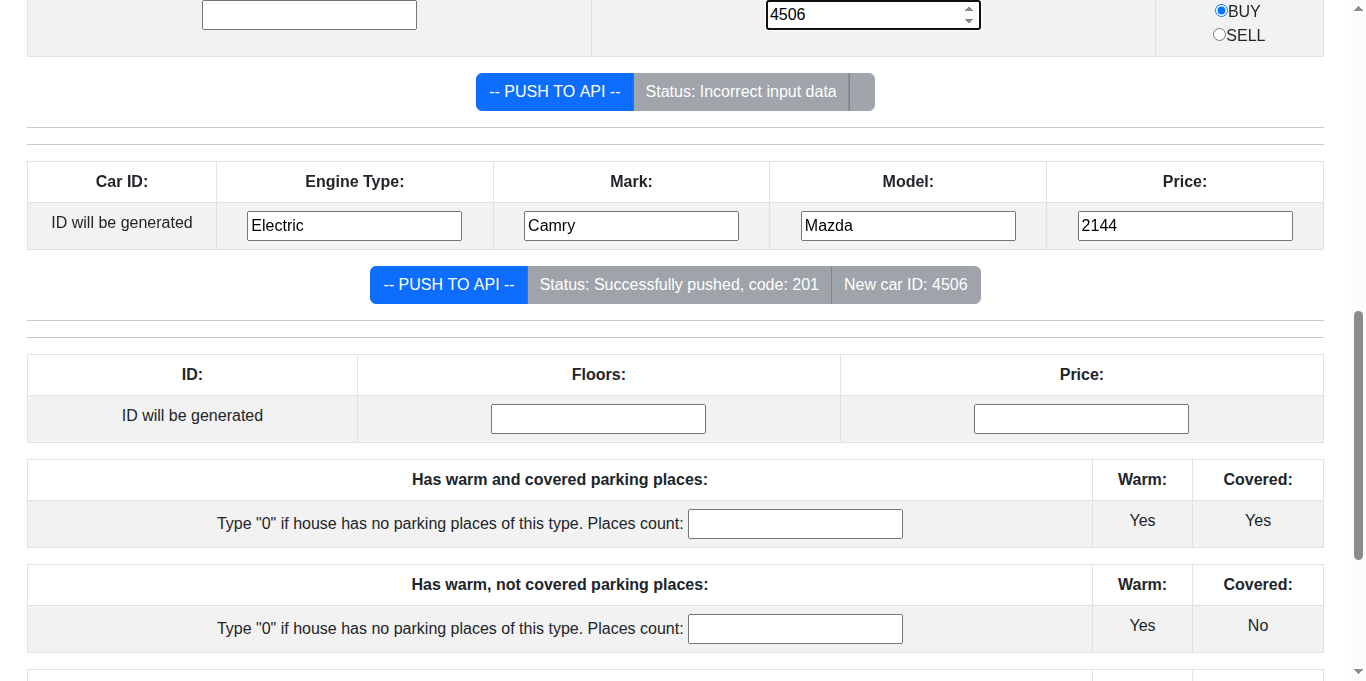 4506
BUY
SELL
-- PUSH TO API -- Status: Incorrect input data
Car ID: Engine Type: Mark: Model: Price:
ID will be generated Electric Camry Mazda 2144
-- PUSH TO API -- Status: Successfully pushed, code: 201 New car ID: 4506
ID: Floors: Price:
ID will be generated
Has warm and covered parking places: Warm: Covered:
Type "0" if house has no parking places of this type. Places count: Yes Yes
Has warm, not covered parking places: Warm: Covered:
Type "0" if house has no parking places of this type. Places count: Yes No